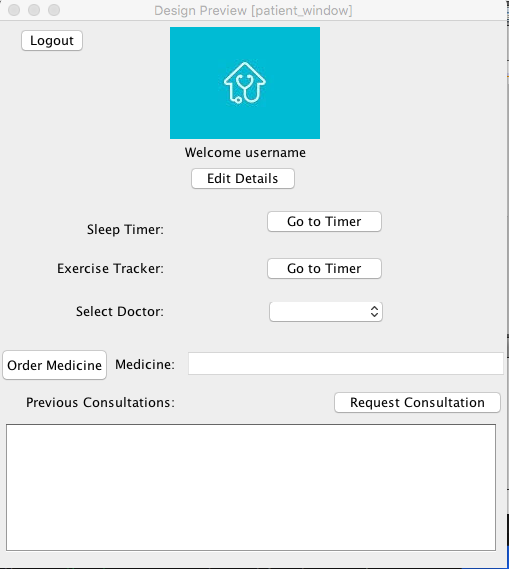 Design Preview [patient_window]
Logout
Welcome username
Edit Details
Sleep Timer: Go to Timer
Exercise Tracker: Go to Timer
Select Doctor:
Order Medicine Medicine:
Previous Consultations: Request Consultation